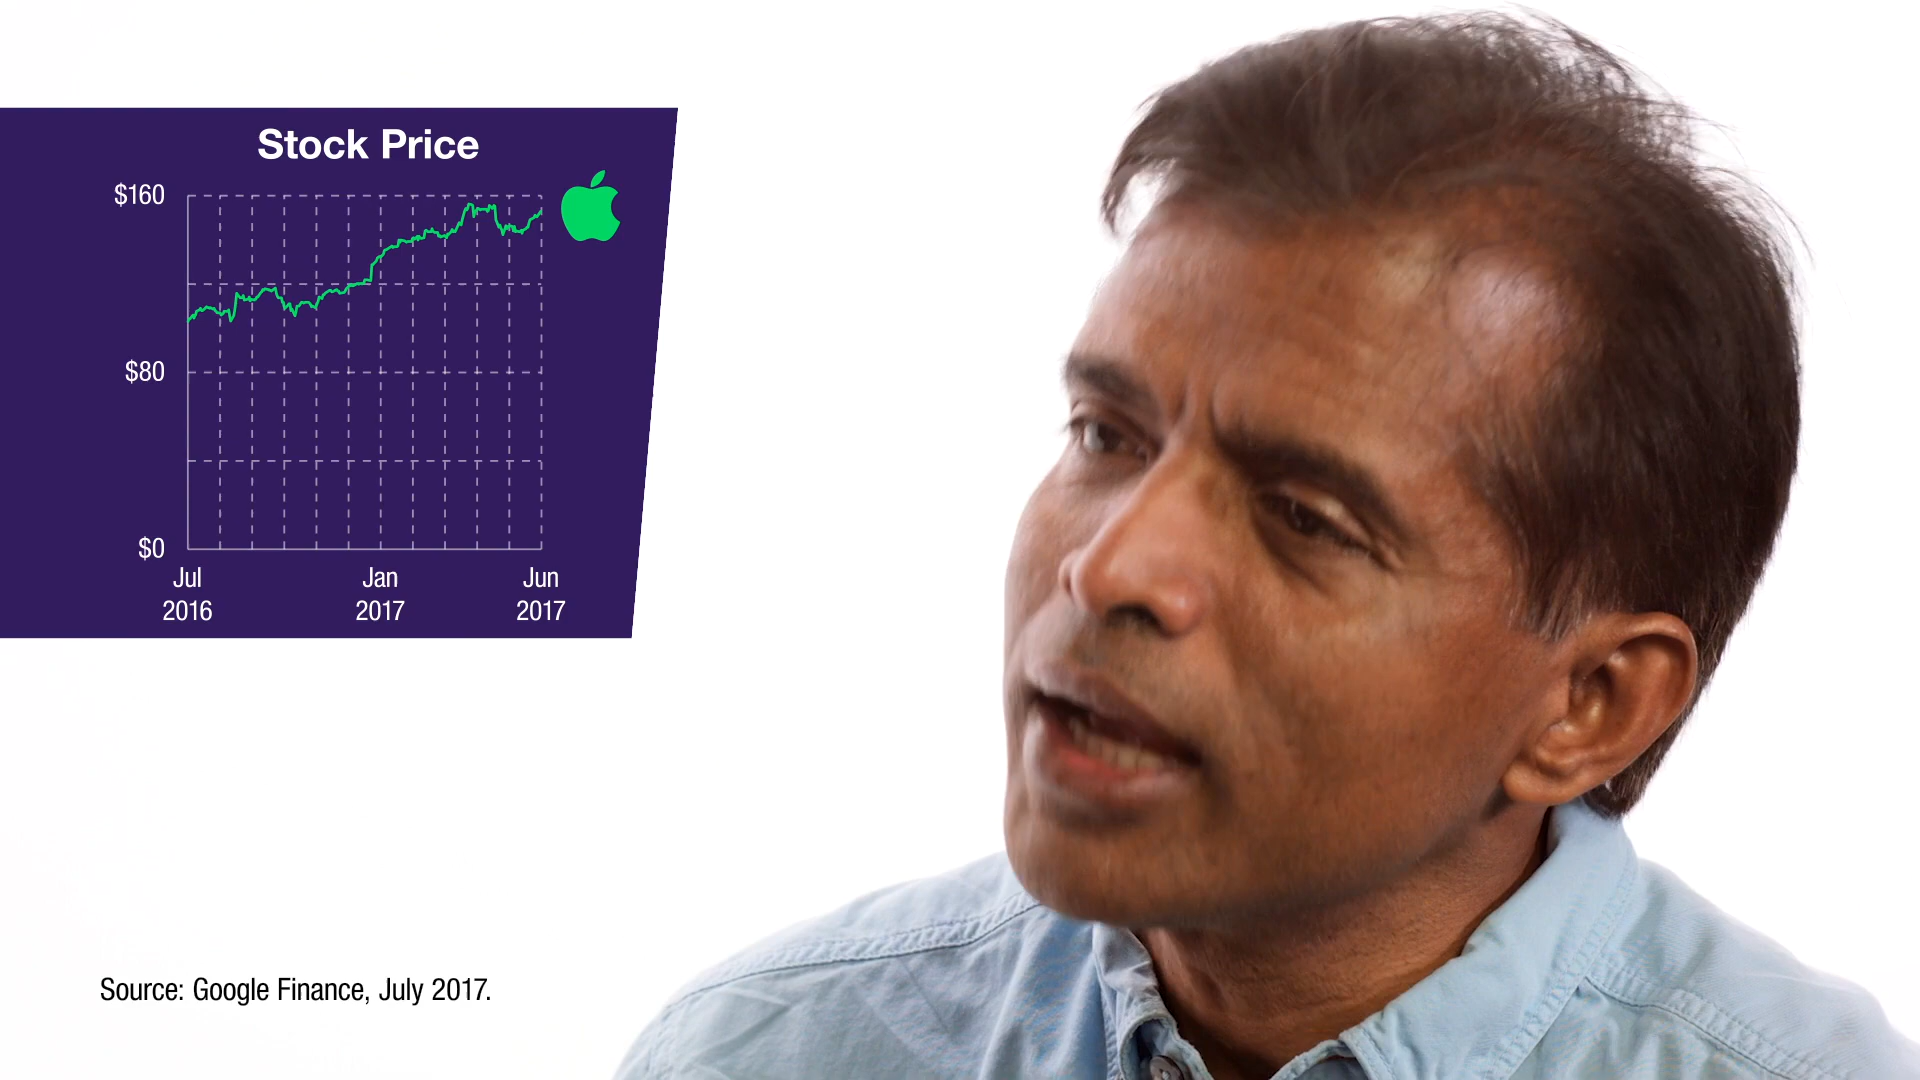 Stock Price
$160
$80
$0
Jul Jan Jun
2016 2017 2017
Source: Google Finance, July 2017.